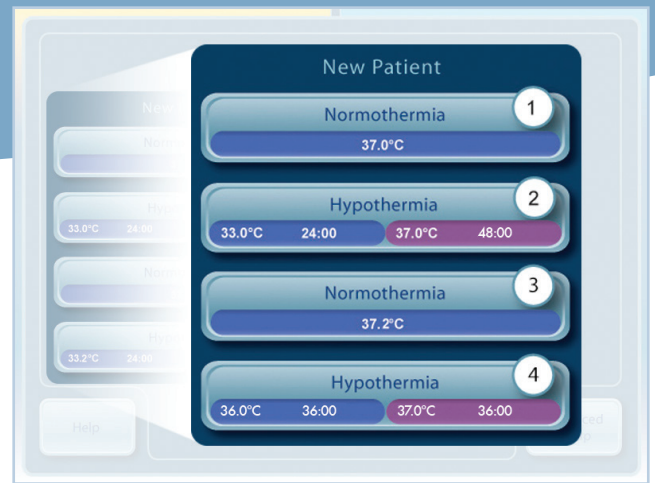 New Patient
Normothermia 1
37.0°C
Hypothermia 2
33.0°C 24:00 37.0°C 48:00
Normothermia 3
37.2°C
Hypothermia 4
36.0°C 36:00 37.0°C 36:00
33.0°C 24:00
33.2°C 24:00
Help